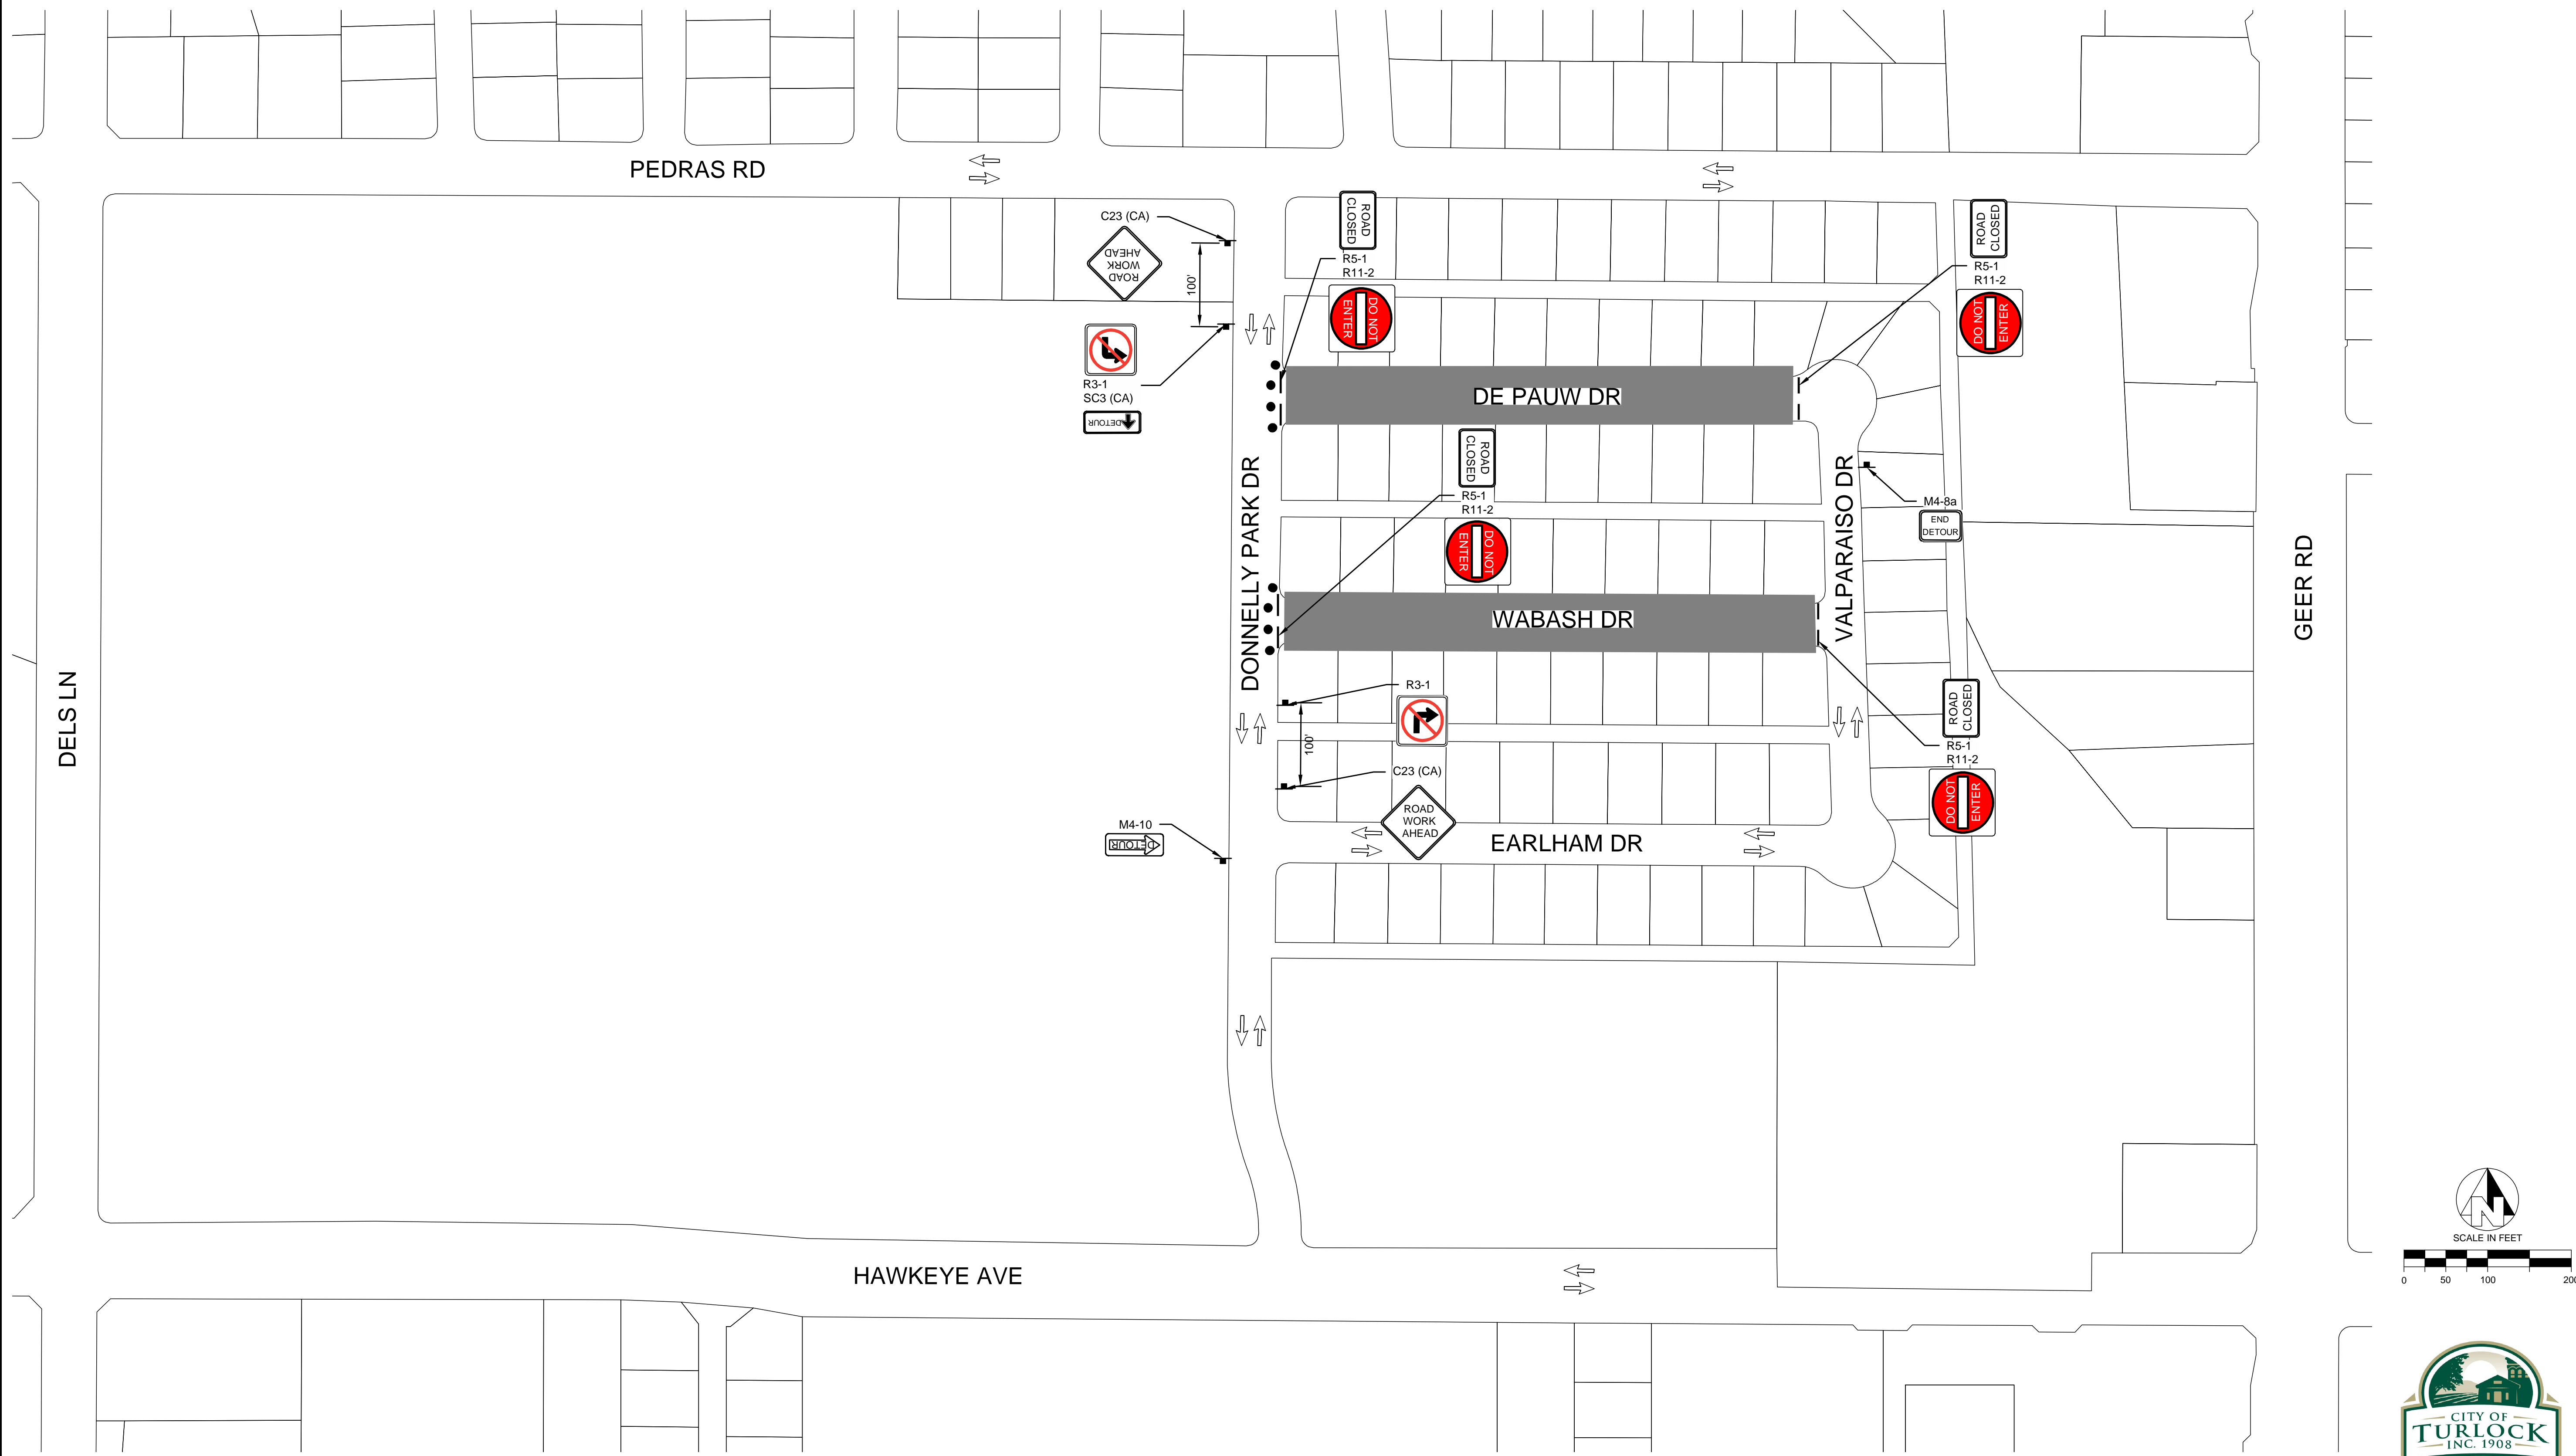 PEDRAS RD
C23 (CA)
ROAD
WORK
AHEAD
100'
R3-1
SC3 (CA)
DETOUR
ROAD
CLOSED
R5-1
R11-2
DO NOT
ENTER
ROAD
CLOSED
R5-1
R11-2
DO NOT
ENTER
DE PAUW DR
ROAD
CLOSED
R5-1
R11-2
DO NOT
ENTER
DONNELLY PARK DR
VALPARAISO DR
M4-8a
END
DETOUR
GEER RD
WABASH DR
DELS LN
R3-1
100'
C23 (CA)
ROAD
WORK
AHEAD
ROAD
CLOSED
R5-1
R11-2
DO NOT
ENTER
M4-10
DETOUR
EARLHAM DR
HAWKEYE AVE
N
SCALE IN FEET
0 50 100 200
CITY OF
TURLOCK
INC. 1908